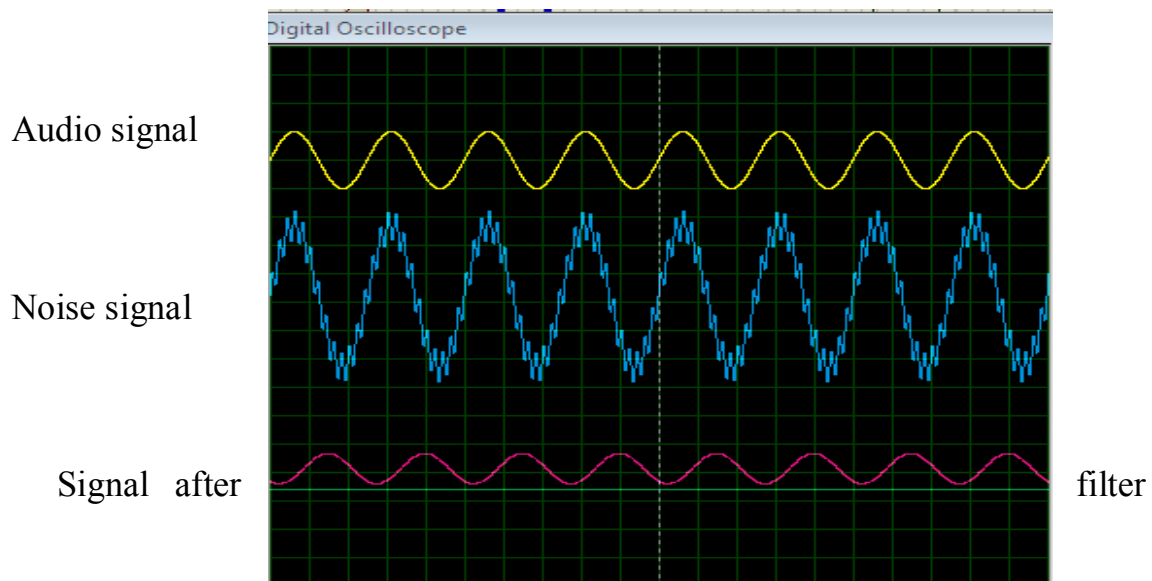 Digital Oscilloscope
Audio signal
Noise signal
Signal after filter